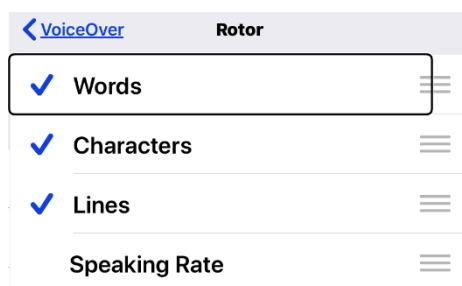 VoiceOver Rotor
Words
Characters
Lines
Speaking Rate